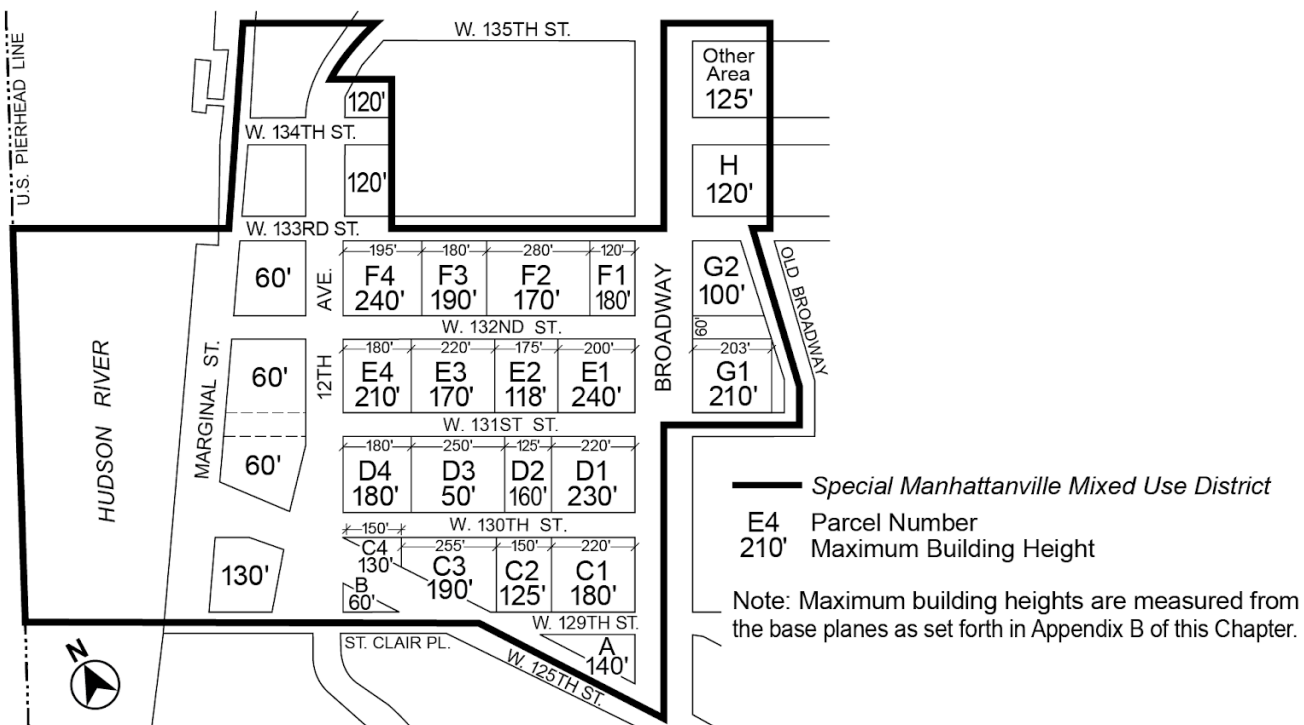 U.S. PIERHEAD LINE
W. 135TH ST.
Other
Area
125'
120'
W. 134TH ST.
120'
H
120'
W. 133RD ST.
60'
AVE.
195'
180'
280'
120'
F4
240'
F3
190'
F2
170'
F1
180'
BROADWAY
G2
100'
OLD BROADWAY
W. 132ND ST.
60'
HUDSON RIVER
MARGINAL ST.
60'
12TH
180'
220'
175'
200'
E4
210'
E3
170'
E2
118'
E1
240'
203'
G1
210'
W. 131ST ST.
60'
180'
250'
125'
220'
D4
180'
D3
50'
D2
160'
D1
230'
W. 130TH ST.
150'
130'
C4
130'
B
60'
255'
150'
220'
C3
190'
C2
125'
C1
180'
W. 129TH ST.
ST. CLAIR PL.
W. 125TH ST.
A
140'
N
Special Manhattanville Mixed Use District
E4 Parcel Number
210' Maximum Building Height
Note: Maximum building heights are measured from
the base planes as set forth in Appendix B of this Chapter.